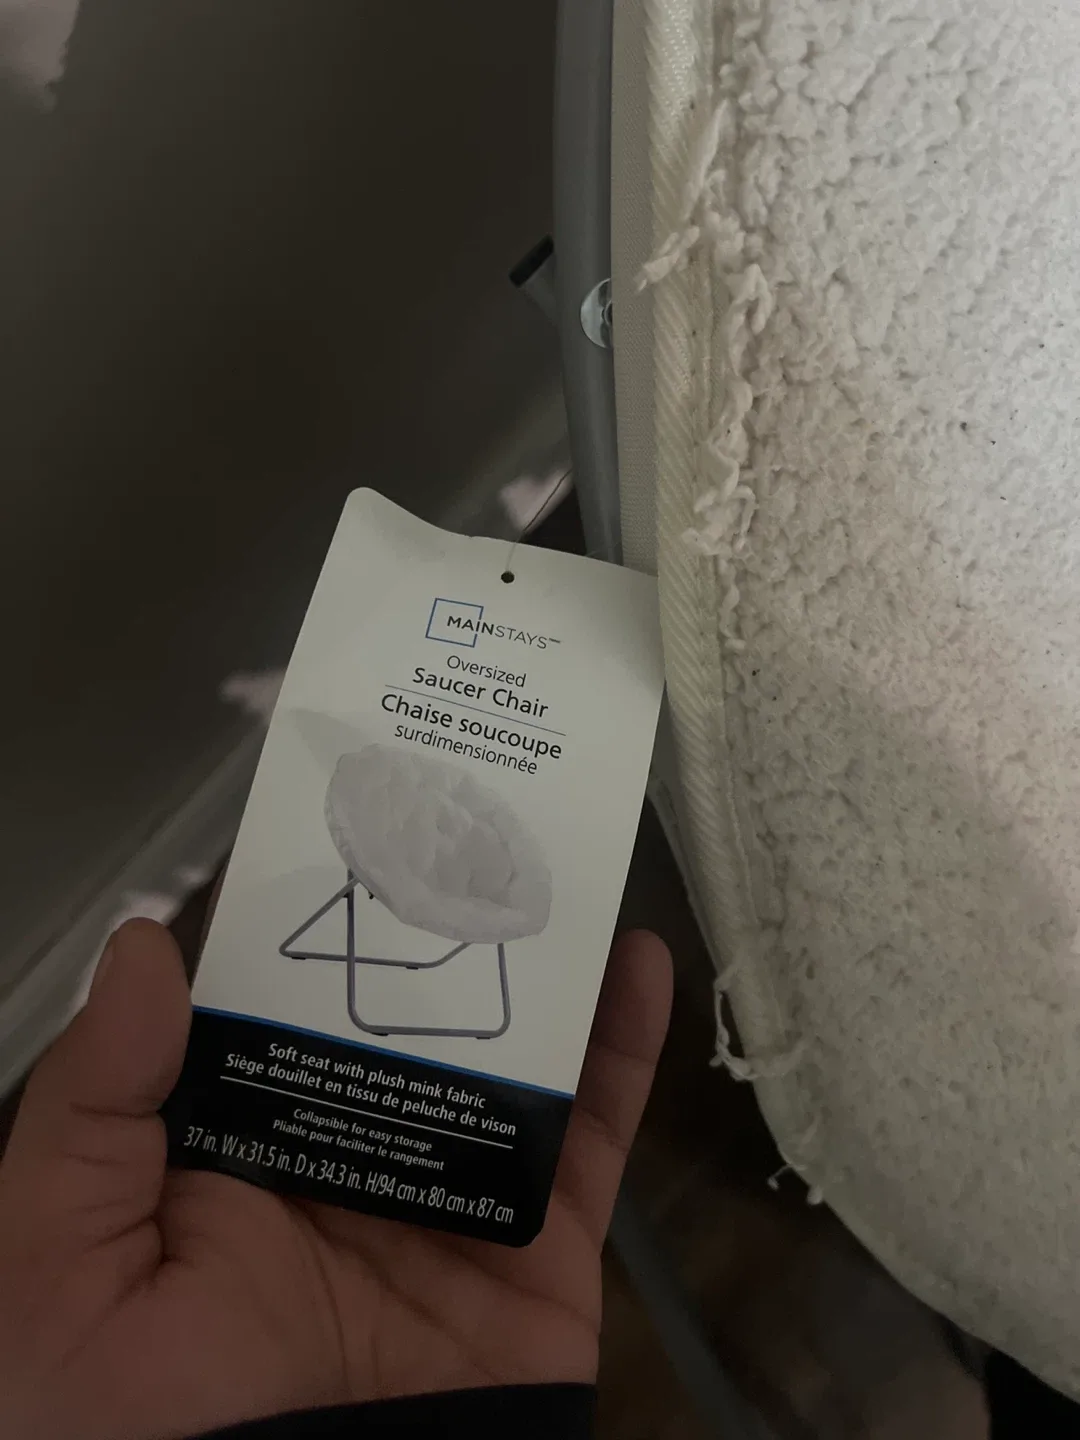 MAINSTAYS™
Oversized
Saucer Chair
Chaise soucoupe
surdimensionnée
Soft seat with plush mink fabric
Siège douillet en tissu de peluche de vison
Collapsible for easy storage
Pliable pour faciliter le rangement
37 in. W x 31.5 in. D x 34.3 in. H/94 cm x 80 cm x 87 cm